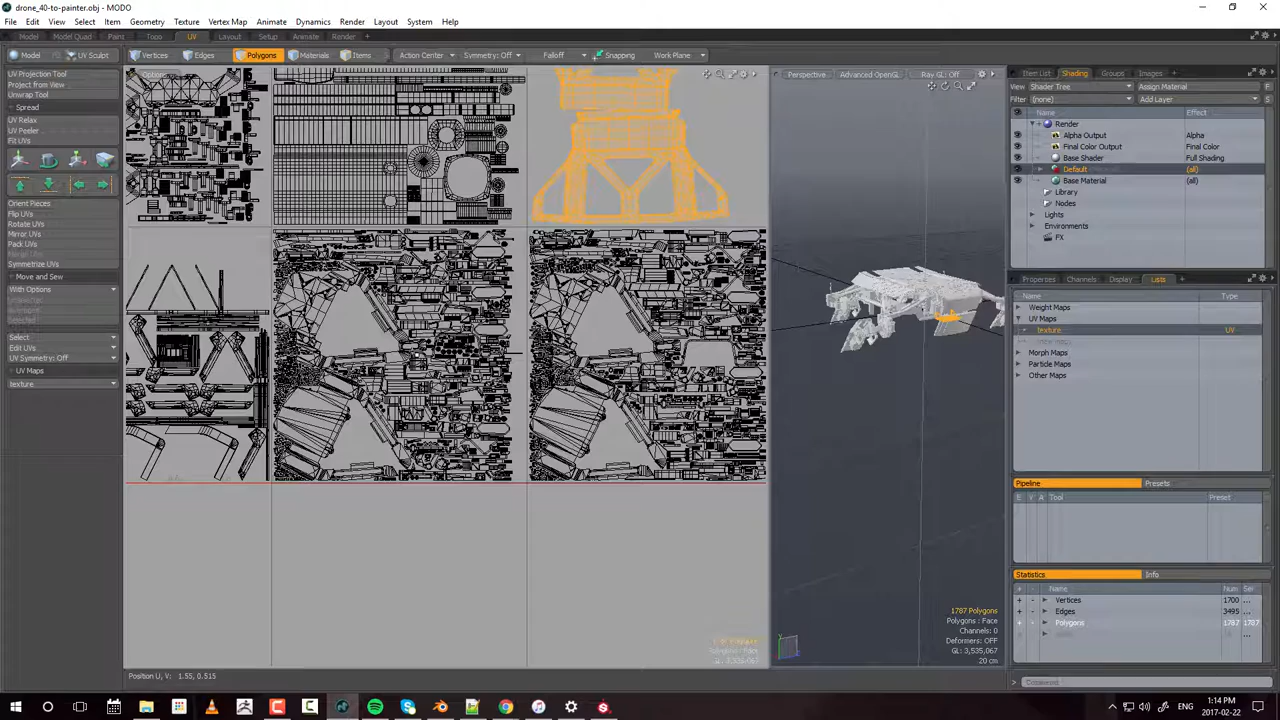 drone_40-to-painter.obj - MODO
File Edit View Select Item Geometry Texture Vertex Map Animate Dynamics Render Layout System Help
Model Model Quad Paint Topo UV Layout Setup Animate Render +
Model UV Sculpt Vertices Edges Polygons Materials Items Action Center Symmetry: Off Falloff Snapping Work Plane
UV Projection Tool
Project from View
Unwrap Tool
Spread
UV Relax
UV Peeler
Fit UVs
Orient Pieces
Flip UVs
Rotate UVs
Mirror UVs
Pack UVs
Symmetrize UVs
Move and Sew
With Options
Select
Edit UVs
UV Symmetry: Off
UV Maps
texture
Options
Perspective Advanced OpenGL Ray GL: Off
1787 Polygons
Polygons : Face
Channels: 0
Deformers: OFF
GL: 3,535,067
20 cm
Position U, V: 1.55, 0.515
Item List Shading Groups Images +
View Shader Tree Assign Material F
Filter (none) Add Layer S
Name Effect
Render
Alpha Output Alpha
Final Color Output Final Color
Base Shader Full Shading
Default (all)
Base Material (all)
Library
Nodes
Lights
Environments
FX
Properties Channels Display Lists +
Name Type
Weight Maps
UV Maps
texture UV
Morph Maps
Particle Maps
Other Maps
Pipeline Presets
E V A Tool Preset
Statistics Info
Name Num Sel
+ - Vertices 1700 ...
+ - Edges 3495 ...
+ - Polygons 1787 1787
Command
ENG 1:14 PM
2017-02-22